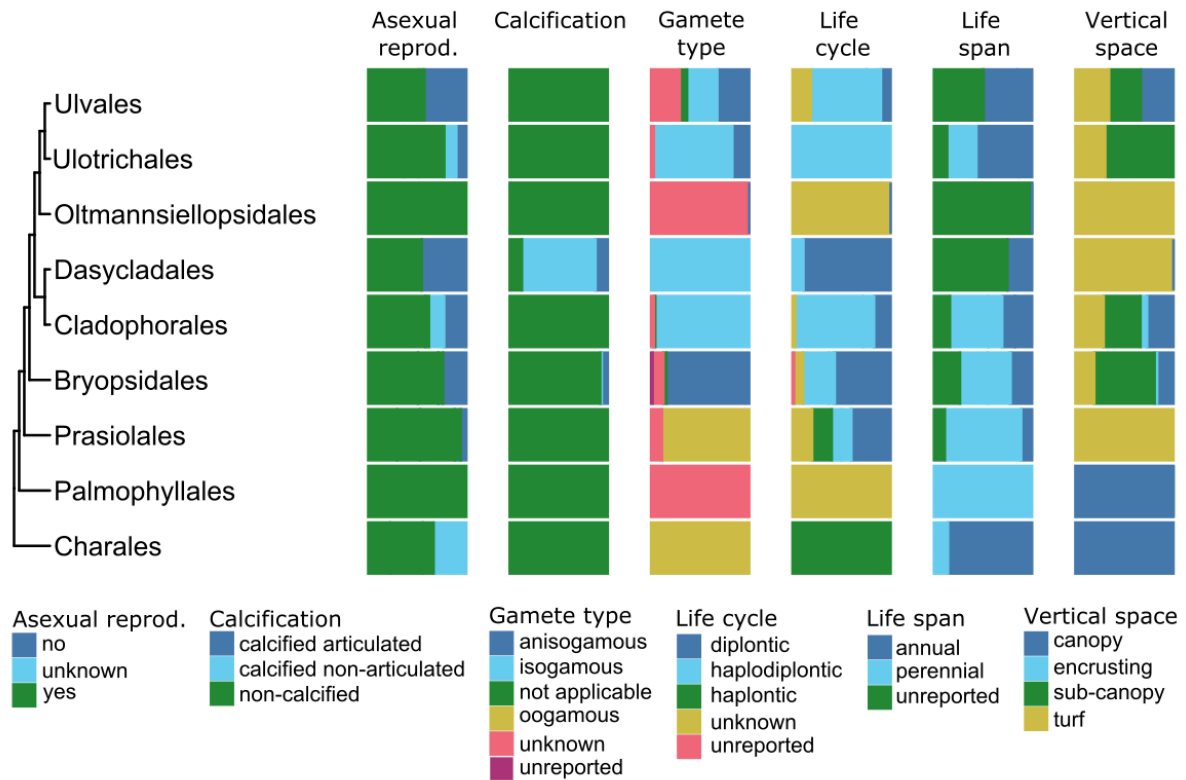 Asexual
reprod.
Calcification
Gamete
type
Life
cycle
Life
span
Vertical
space
Ulvales
Ulotrichales
Oltmannsiellopsidales
Dasycladales
Cladophorales
Bryopsidales
Prasiolales
Palmophyllales
Charales
Asexual reprod.
no
unknown
yes
Calcification
calcified articulated
calcified non-articulated
non-calcified
Gamete type
anisogamous
isogamous
not applicable
oogamous
unknown
unreported
Life cycle
diplontic
haplodiplontic
haplontic
unknown
unreported
Life span
annual
perennial
unreported
Vertical space
canopy
encrusting
sub-canopy
turf